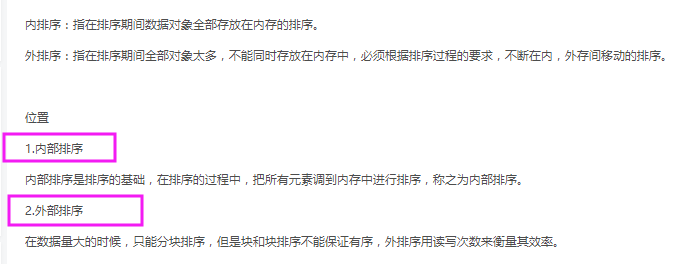 内排序：指在排序期间数据对象全部存放在内存的排序。
外排序：指在排序期间全部对象太多，不能同时存放在内存中，必须根据排序过程的要求，不断在内，外存间移动的排序。
位置
1.内部排序
内部排序是排序的基础，在排序的过程中，把所有元素调到内存中进行排序，称之为内部排序。
2.外部排序
在数据量大的时候，只能分块排序，但是块和块排序不能保证有序，外排序用读写次数来衡量其效率。